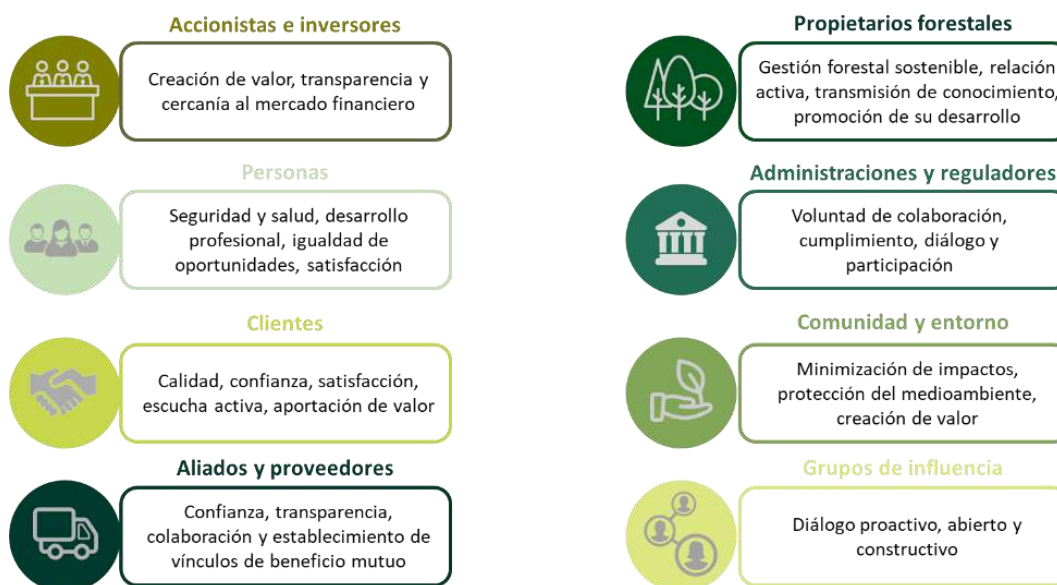 Accionistas e inversores
Creación de valor, transparencia y
cercanía al mercado financiero
Personas
Seguridad y salud, desarrollo
profesional, igualdad de
oportunidades, satisfacción
Clientes
Calidad, confianza, satisfacción,
escucha activa, aportación de valor
Aliados y proveedores
Confianza, transparencia,
colaboración y establecimiento de
vínculos de beneficio mutuo
Propietarios forestales
Gestión forestal sostenible, relación
activa, transmisión de conocimiento,
promoción de su desarrollo
Administraciones y reguladores
Voluntad de colaboración,
cumplimiento, diálogo y
participación
Comunidad y entorno
Minimización de impactos,
protección del medioambiente,
creación de valor
Grupos de influencia
Diálogo proactivo, abierto y
constructivo